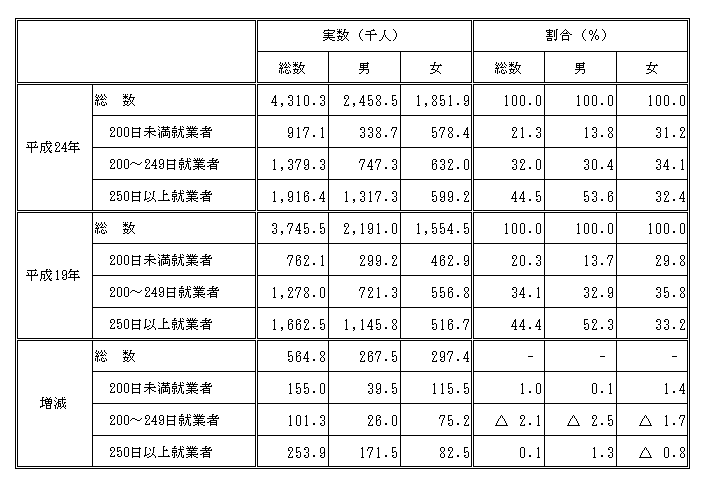 実数（千人） 割合（%）
総数 男 女 総数 男 女
平成24年
総　数 4,310.3 2,458.5 1,851.9 100.0 100.0 100.0
200日未満就業者 917.1 338.7 578.4 21.3 13.8 31.2
200～249日就業者 1,379.3 747.3 632.0 32.0 30.4 34.1
250日以上就業者 1,916.4 1,317.3 599.2 44.5 53.6 32.4
平成19年
総　数 3,745.5 2,191.0 1,554.5 100.0 100.0 100.0
200日未満就業者 762.1 299.2 462.9 20.3 13.7 29.8
200～249日就業者 1,278.0 721.3 556.8 34.1 32.9 35.8
250日以上就業者 1,662.5 1,145.8 516.7 44.4 52.3 33.2
増減
総　数 564.8 267.5 297.4 - - -
200日未満就業者 155.0 39.5 115.5 1.0 0.1 1.4
200～249日就業者 101.3 26.0 75.2 △ 2.1 △ 2.5 △ 1.7
250日以上就業者 253.9 171.5 82.5 0.1 1.3 △ 0.8